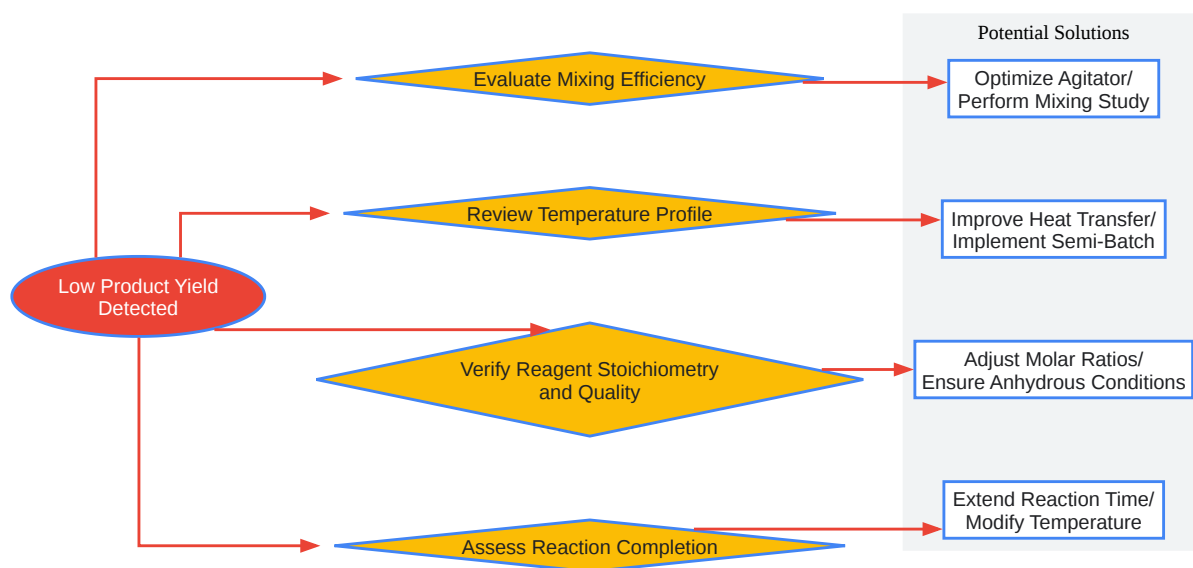 Potential Solutions
Evaluate Mixing Efficiency
Optimize Agitator/
Perform Mixing Study
Review Temperature Profile
Improve Heat Transfer/
Implement Semi-Batch
Low Product Yield
Detected
Verify Reagent Stoichiometry
and Quality
Adjust Molar Ratios/
Ensure Anhydrous Conditions
Assess Reaction Completion
Extend Reaction Time/
Modify Temperature